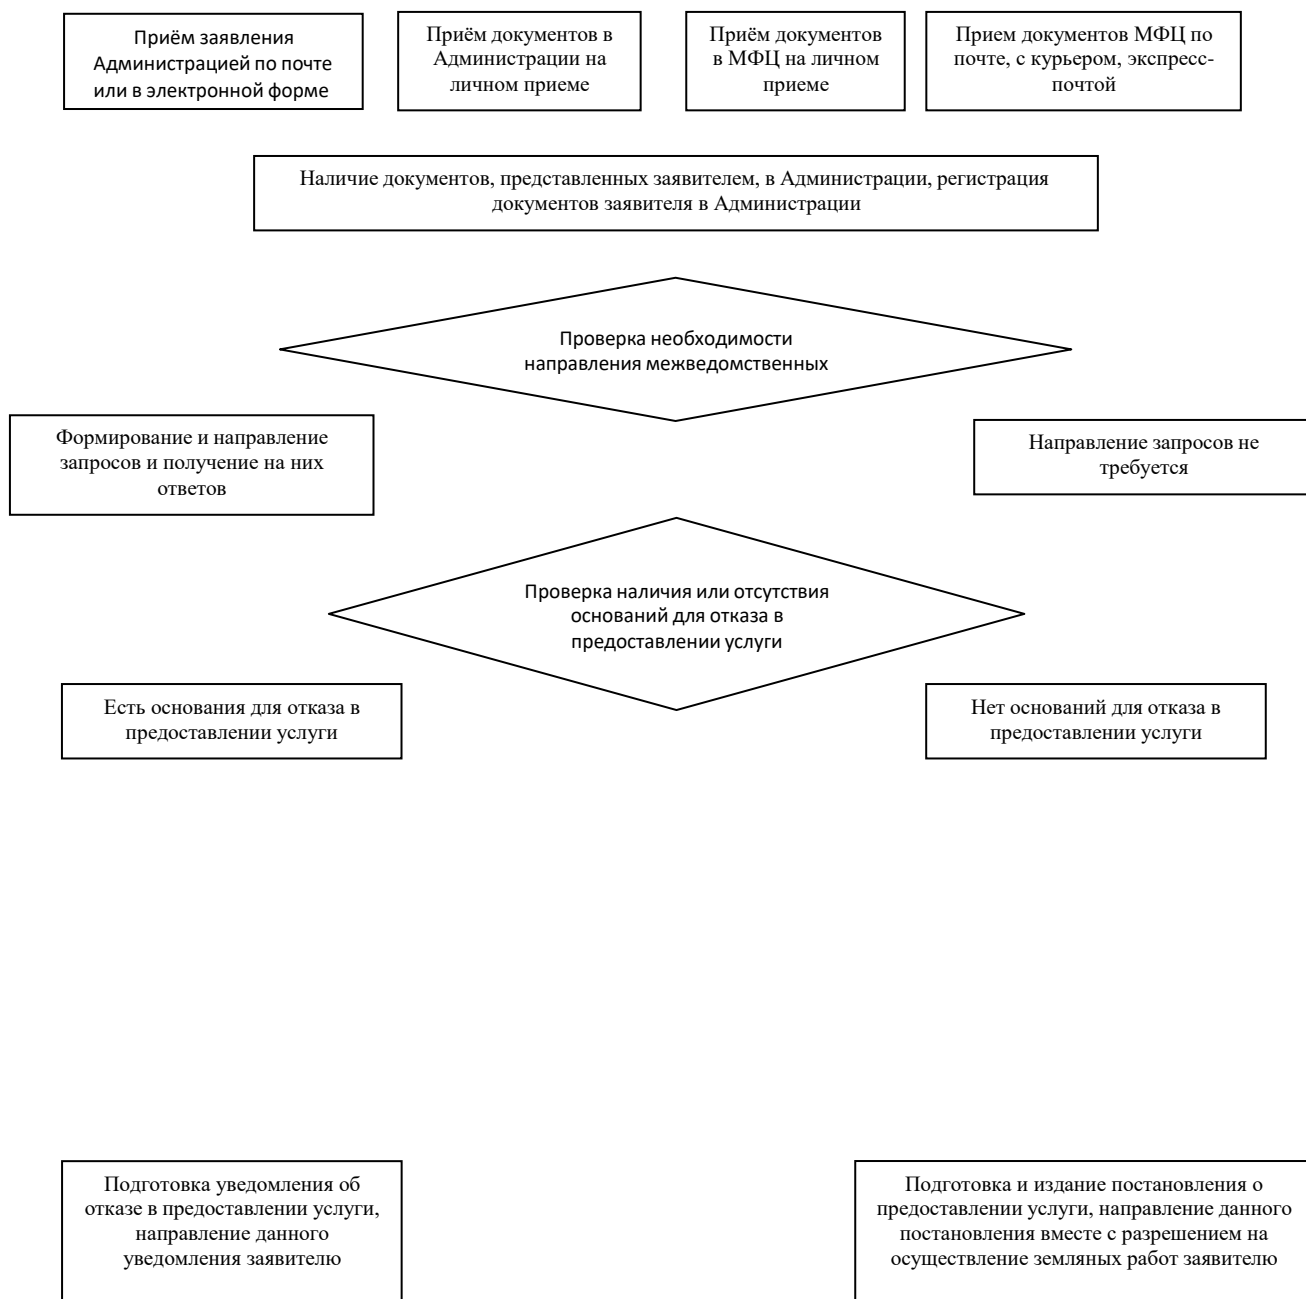 Приём заявления
Администрацией по почте
или в электронной форме
Приём документов в
Администрации на
личном приеме
Приём документов
в МФЦ на личном
приеме
Прием документов МФЦ по
почте, с курьером, экспресс-
почтой
Наличие документов, представленных заявителем, в Администрации, регистрация
документов заявителя в Администрации
Проверка необходимости
направления межведомственных
Формирование и направление
запросов и получение на них
ответов
Направление запросов не
требуется
Проверка наличия или отсутствия
оснований для отказа в
предоставлении услуги
Есть основания для отказа в
предоставлении услуги
Нет оснований для отказа в
предоставлении услуги
Подготовка уведомления об
отказе в предоставлении услуги,
направление данного
уведомления заявителю
Подготовка и издание постановления о
предоставлении услуги, направление данного
постановления вместе с разрешением на
осуществление земляных работ заявителю